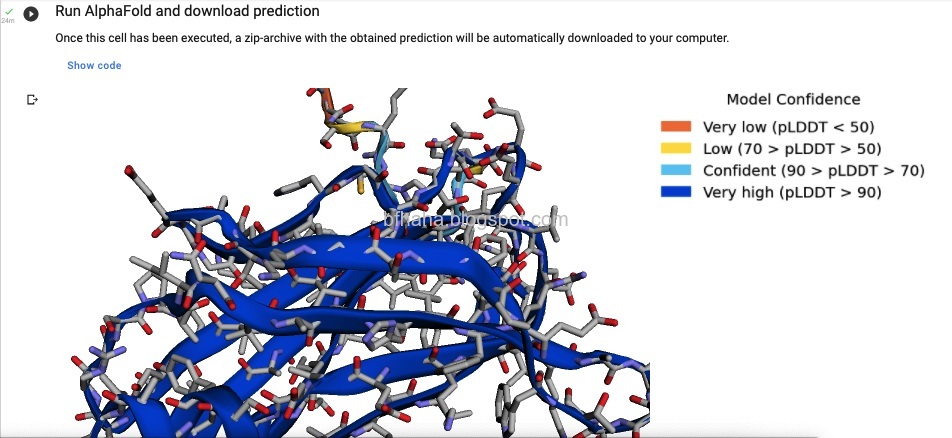 Run AlphaFold and download prediction
24m
Once this cell has been executed, a zip-archive with the obtained prediction will be automatically downloaded to your computer.
Show code
Model Confidence
Very low (pLDDT < 50)
Low (70 > pLDDT > 50)
Confident (90 > pLDDT > 70)
Very high (pLDDT > 90)
bfhaha.blogspot.com